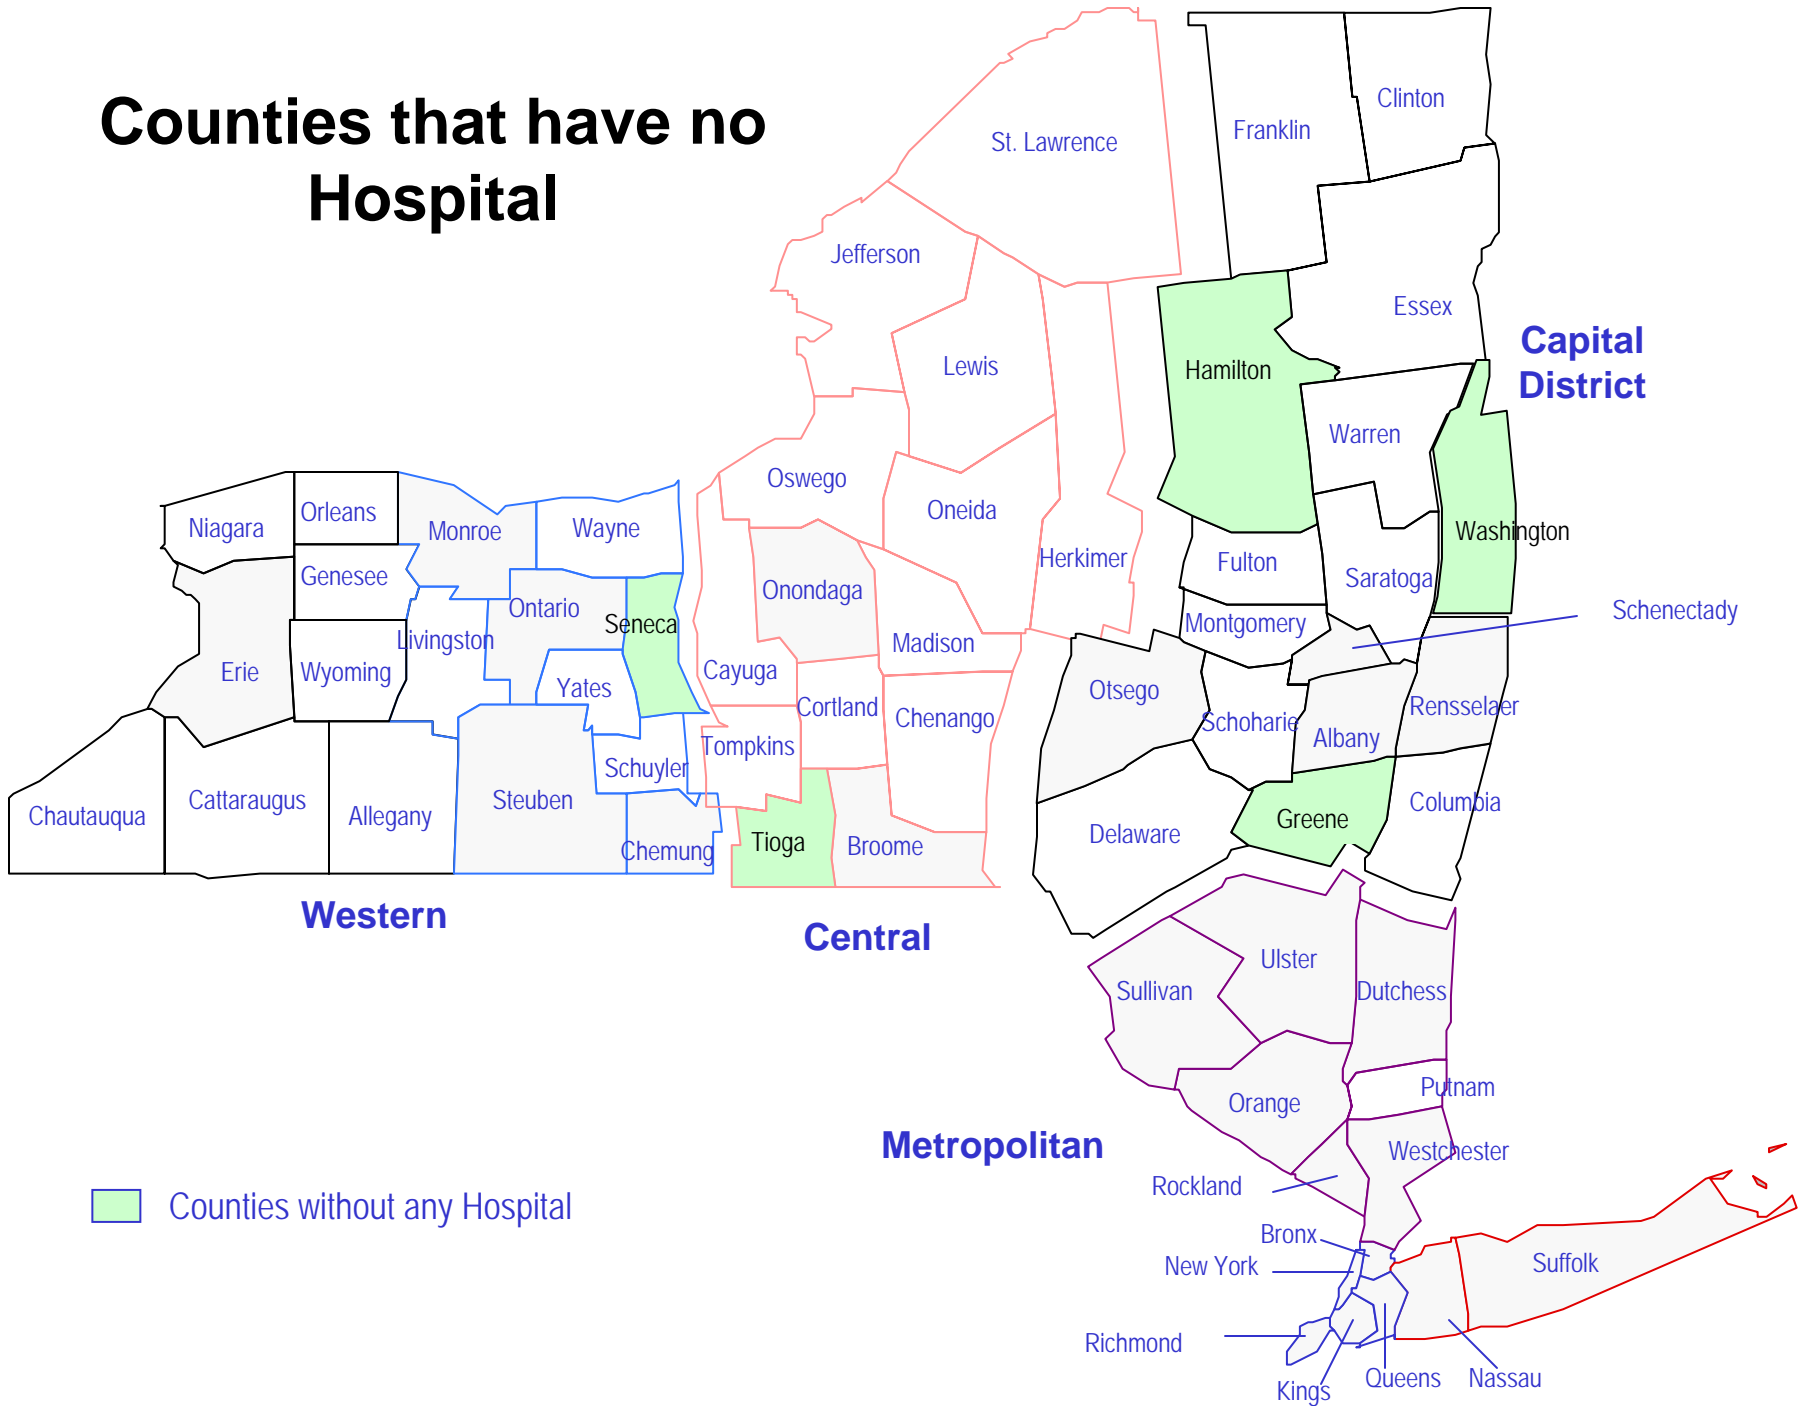 Counties that have no
Hospital
Clinton
Franklin
St. Lawrence
Jefferson
Essex
Capital
District
Lewis
Hamilton
Warren
Oswego
Oneida
Orleans
Niagara
Monroe
Wayne
Washington
Herkimer
Fulton
Genesee
Saratoga
Onondaga
Ontario
Schenectady
Seneca
Montgomery
Livingston
Madison
Erie
Wyoming
Cayuga
Yates
Otsego
Cortland
Rensselaer
Chenango
Schoharie
Albany
Tompkins
Schuyler
Cattaraugus
Steuben
Columbia
Chautauqua
Allegany
Greene
Delaware
Tioga
Broome
Chemung
Western
Central
Ulster
Sullivan
Dutchess
Putnam
Orange
Metropolitan
Westchester
Rockland
Counties without any Hospital
Bronx
New York
Suffolk
Richmond
Queens
Nassau
Kings